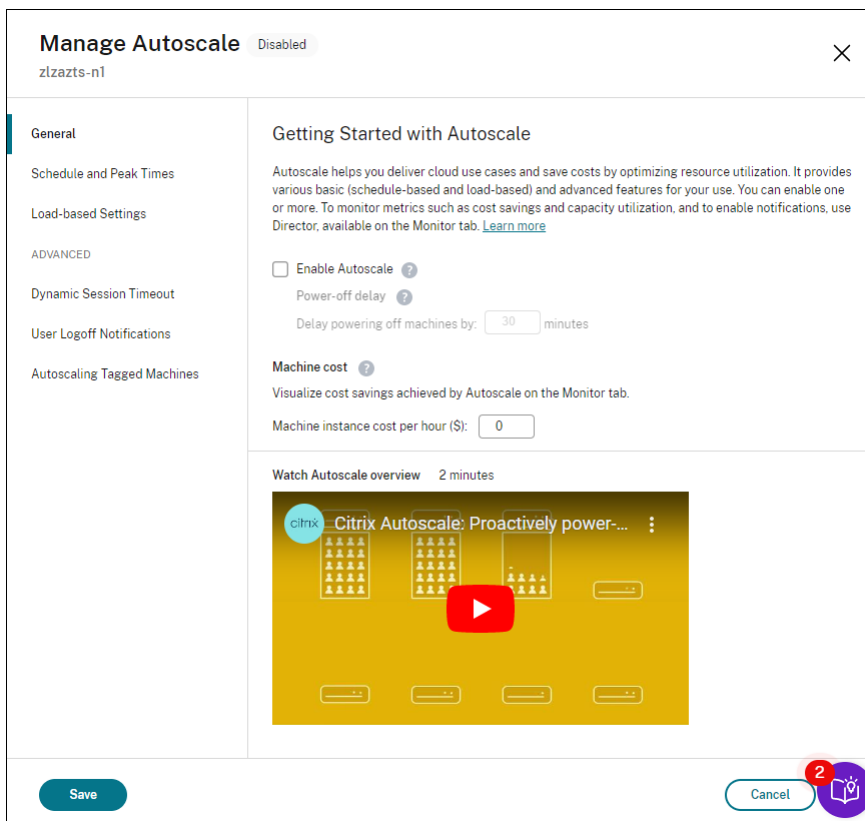 Manage Autoscale Disabled
zlzazts-n1
General
Schedule and Peak Times
Load-based Settings
ADVANCED
Dynamic Session Timeout
User Logoff Notifications
Autoscaling Tagged Machines
Getting Started with Autoscale
Autoscale helps you deliver cloud use cases and save costs by optimizing resource utilization. It provides
various basic (schedule-based and load-based) and advanced features for your use. You can enable one
or more. To monitor metrics such as cost savings and capacity utilization, and to enable notifications, use
Director, available on the Monitor tab. Learn more
Enable Autoscale ?
Power-off delay ?
Delay powering off machines by: 30 minutes
Machine cost ?
Visualize cost savings achieved by Autoscale on the Monitor tab.
Machine instance cost per hour ($): 0
Watch Autoscale overview 2 minutes
citrix Citrix Autoscale: Proactively power-...
Save
Cancel
2